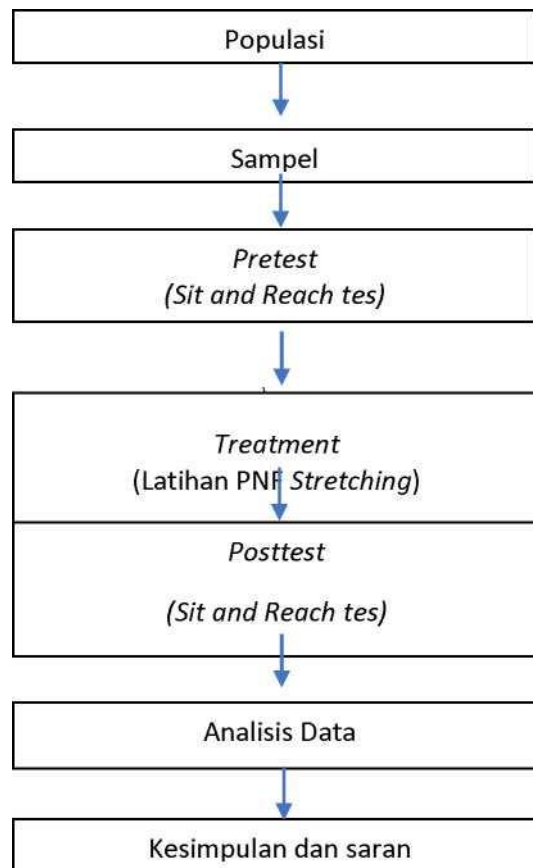 Populasi
Sampel
Pretest
(Sit and Reach tes)
Treatment
(Latihan PNF Stretching)
Posttest
(Sit and Reach tes)
Analisis Data
Kesimpulan dan saran